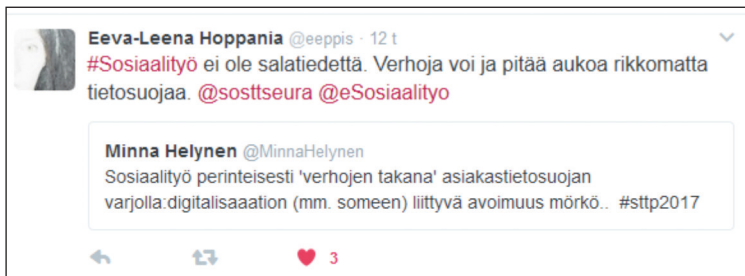 Eeva-Leena Hoppania @eeppis · 12 t
#Sosiaalityö ei ole salatiedettä. Verhoja voi ja pitää aukoa rikkomatta
tietosuojaa. @sosttseura @eSosiaalityo
Minna Helynen @MinnaHelynen
Sosiaalityö perinteisesti 'verhojen takana' asiakastietosuojan
varjolla:digitalisaaation (mm. someen) liittyvä avoimuus mörkö.. #sttp2017
3